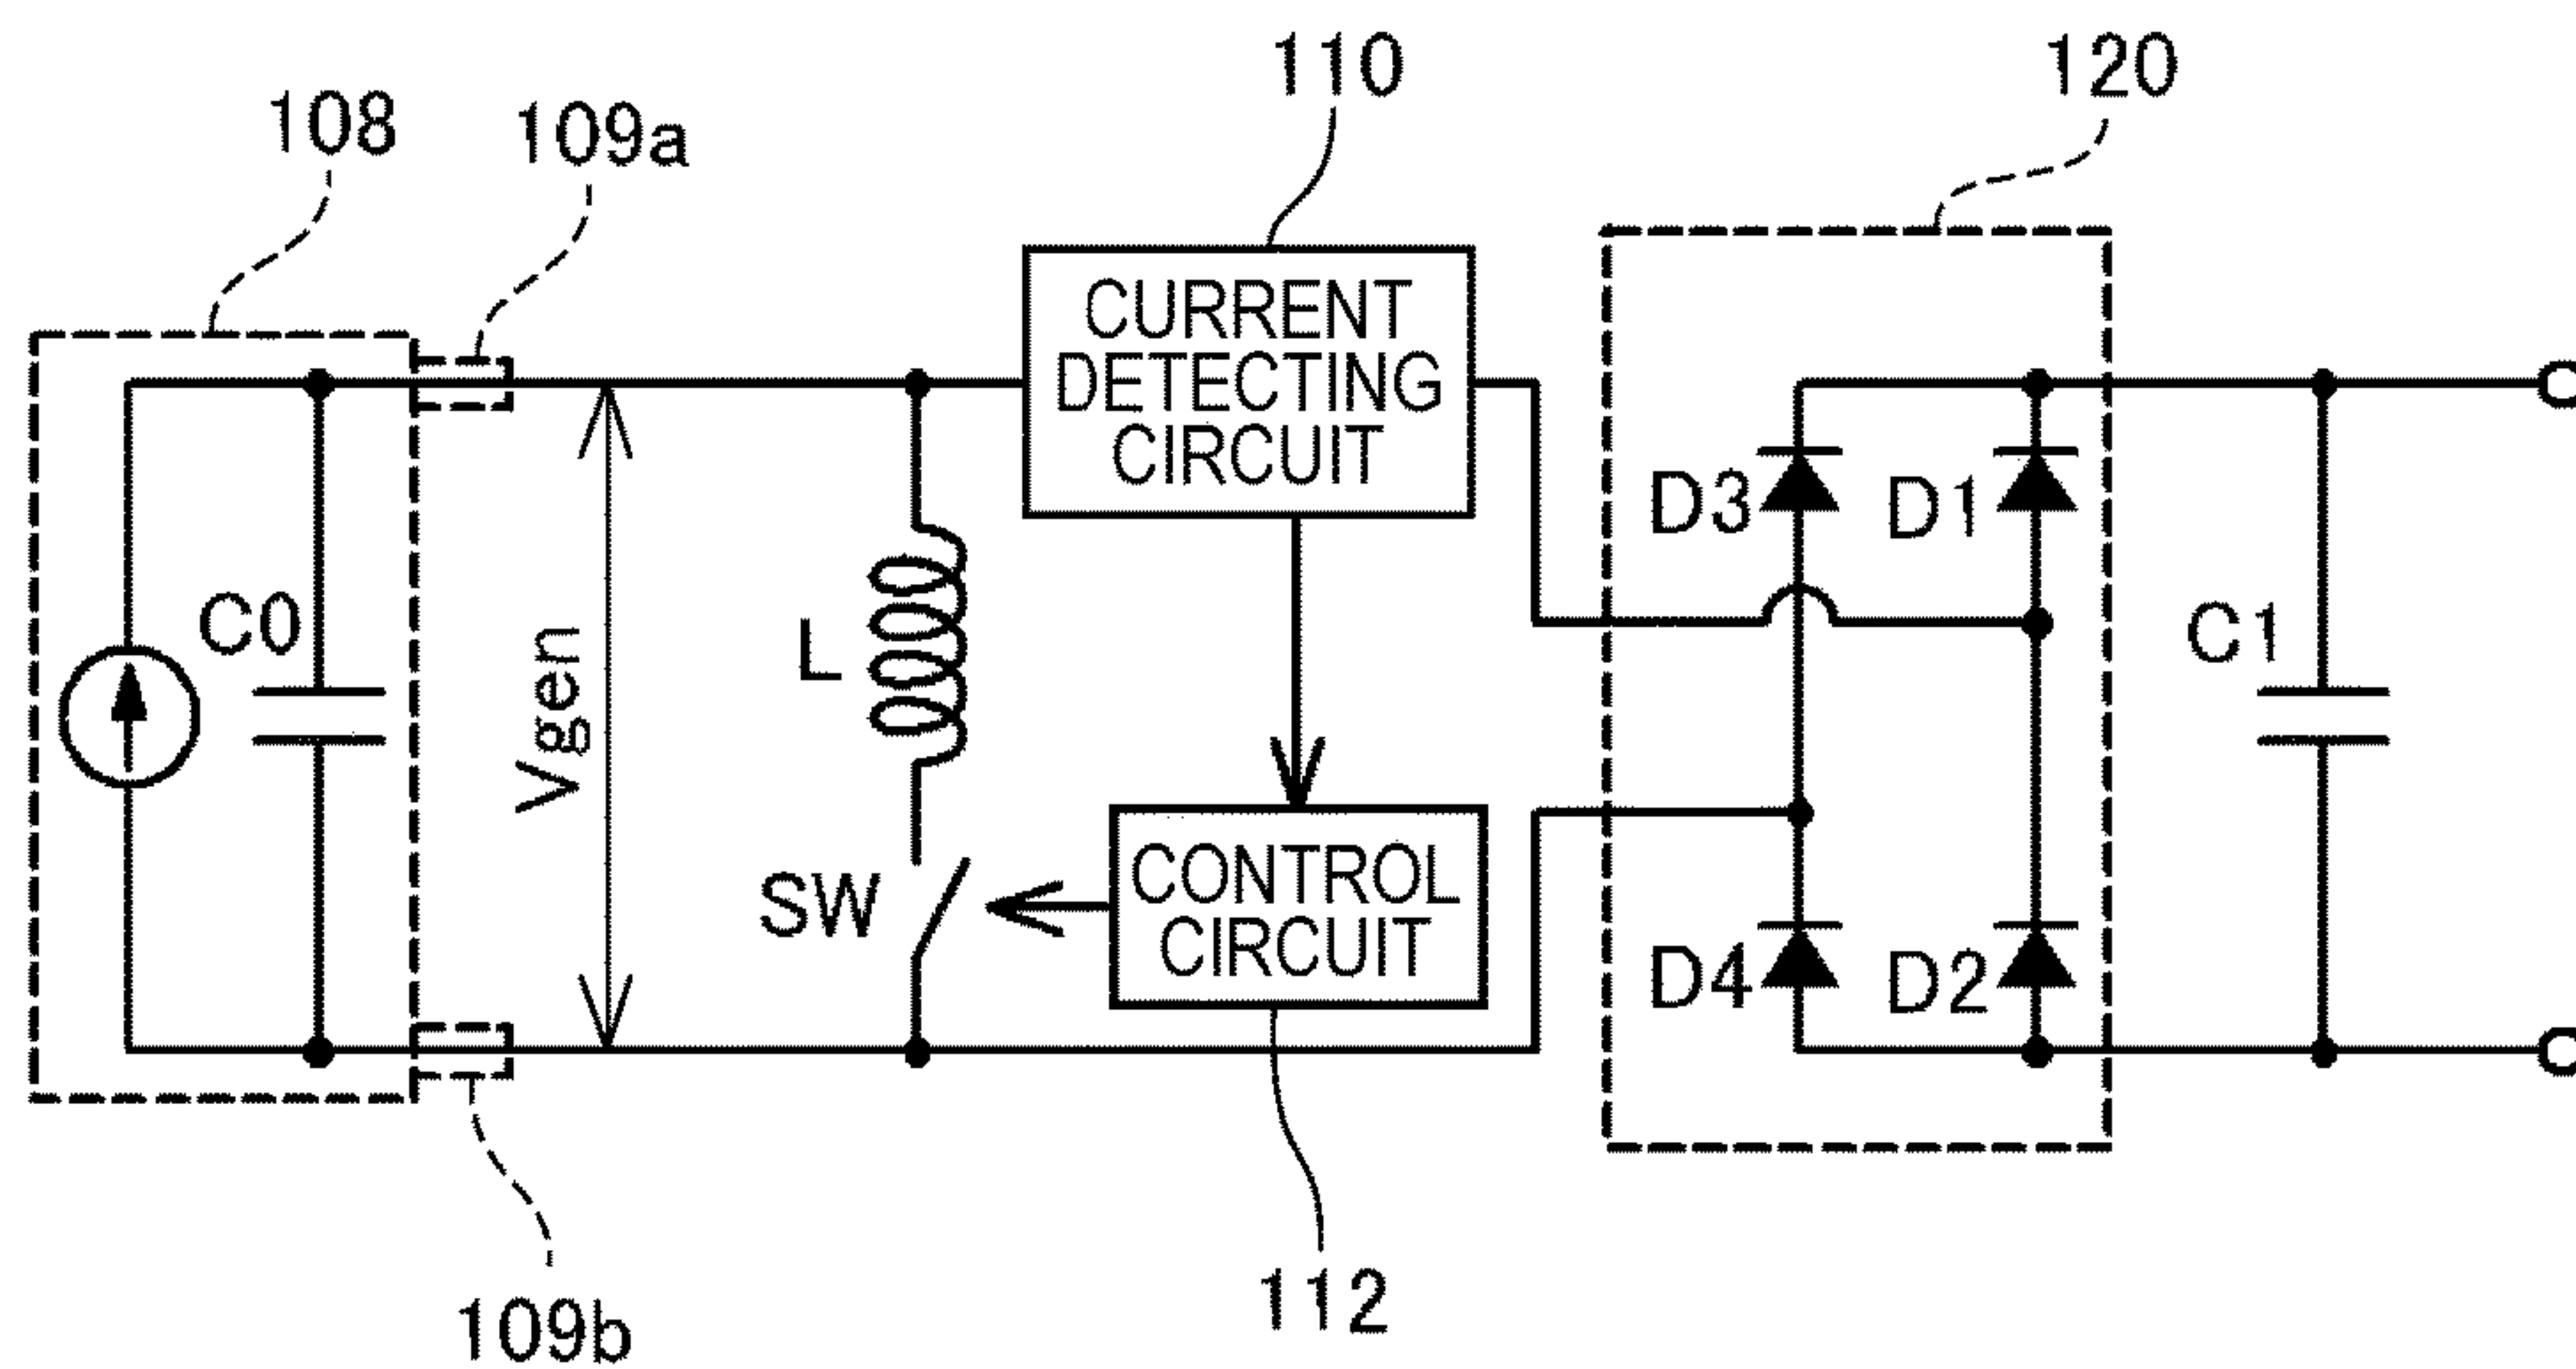 110
120
108
109a
CURRENT
DETECTING
CIRCUIT
D3
D1
C0
C1
L
Vgen
SW
CONTROL
CIRCUIT
D4
D2
112
109b